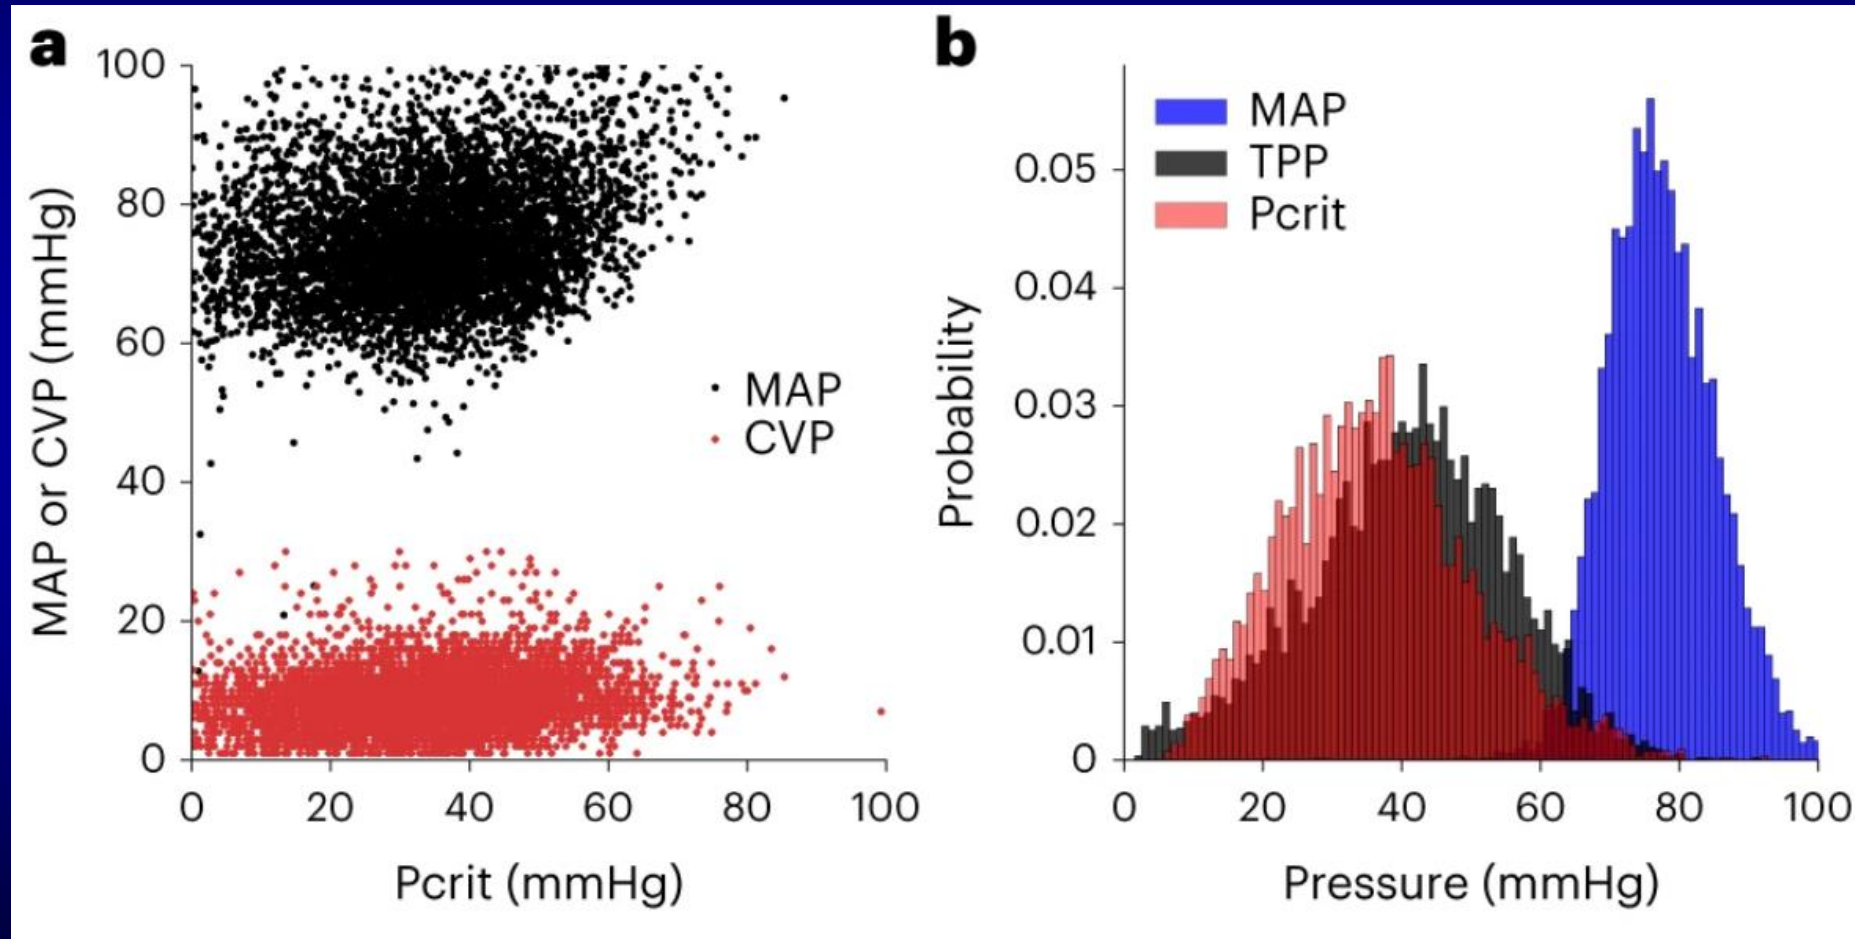 a
100
80
60
40
20
0
MAP or CVP (mmHg)
MAP
CVP
0 20 40 60 80 100
Pcrit (mmHg)
b
MAP
TPP
Pcrit
0.05
0.04
0.03
0.02
0.01
0
Probability
0 20 40 60 80 100
Pressure (mmHg)